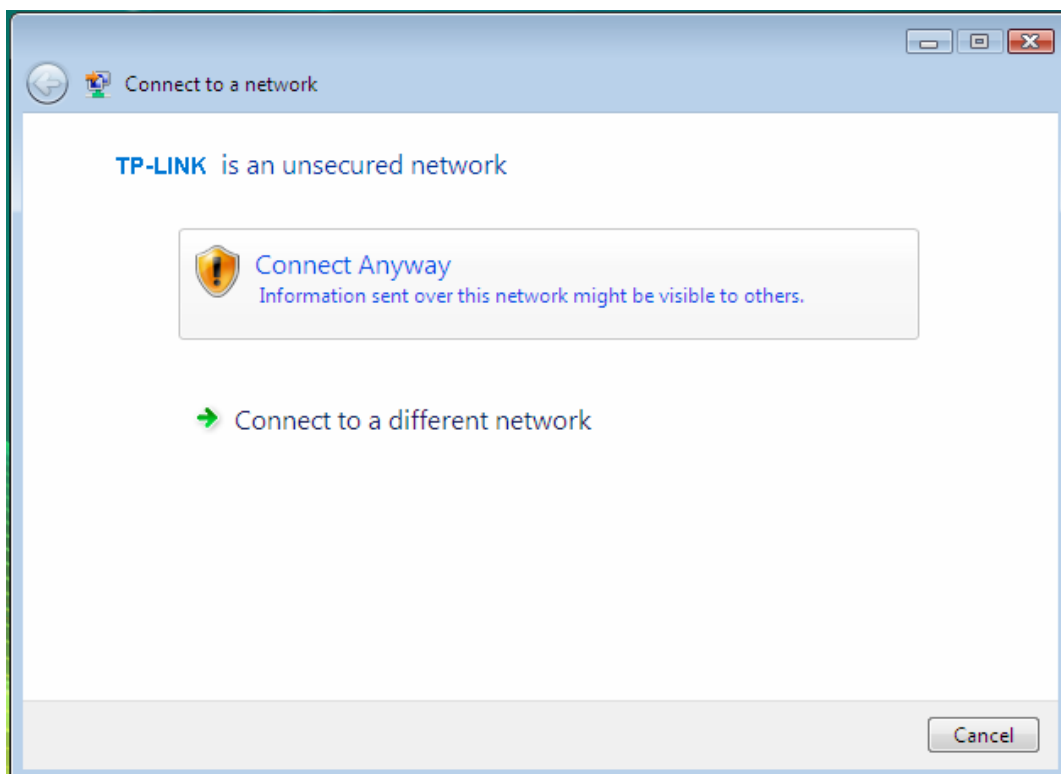 Connect to a network
TP-LINK is an unsecured network
Connect Anyway
Information sent over this network might be visible to others.
Connect to a different network
Cancel